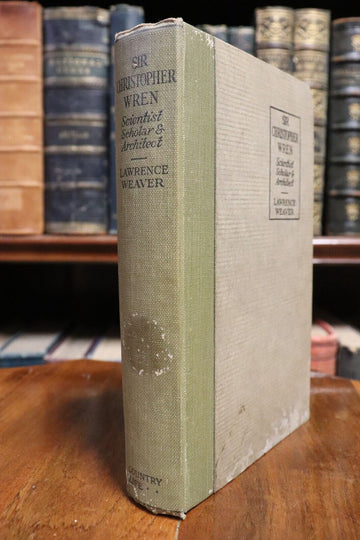 SIR
CHRISTOPHER
WREN
Scientist
Scholar &
Architect
LAWRENCE
WEAVER
COUNTRY
LIFE
SIR
CHRISTOPHER
WREN
Scientist
Scholar &
Architect
LAWRENCE
WEAVER